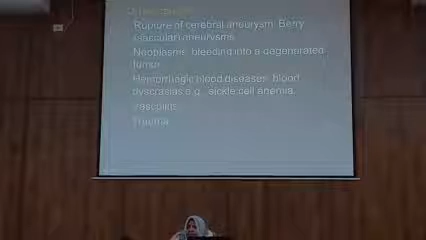 Rupture of cerebral aneurysm: Berry
(saccular) aneurysms
Neoplasms: bleeding into a degenerated
tumor
Hemorrhagic blood diseases: blood
dyscrasias e.g., sickle cell anemia
Vasculitis
Trauma